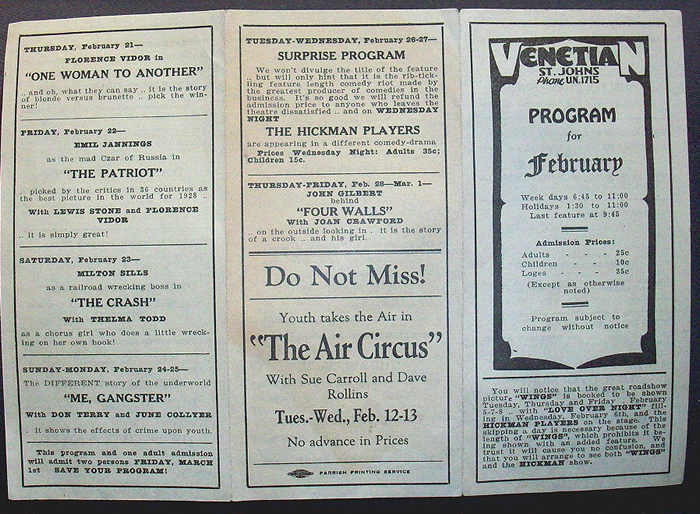 THURSDAY, February 21—
FLORENCE VIDOR in
"ONE WOMAN TO ANOTHER"
.. and oh, what they can say .. it is the story
of blonde versus brunette .. pick the win-
ner!
FRIDAY, February 22—
EMIL JANNINGS
as the mad Czar of Russia in
"THE PATRIOT"
.. picked by the critics in 36 countries as
the best picture in the world for 1928 ..
With LEWIS STONE and FLORENCE
VIDOR
.. it is simply great!
SATURDAY, February 23—
MILTON SILLS
as a railroad wrecking boss in
"THE CRASH"
With THELMA TODD
as a chorus girl who does a little wreck-
ing on her own hook!
SUNDAY-MONDAY, February 24-25—
The DIFFERENT story of the underworld
"ME, GANGSTER"
With DON TERRY and JUNE COLLYER
. it shows the effects of crime upon youth.
This program and one adult admission
will admit two persons FRIDAY, MARCH
1st SAVE YOUR PROGRAM!
TUESDAY-WEDNESDAY, February 26-27—
SURPRISE PROGRAM
We won't divulge the title of the feature
.. but will only hint that it is the rib-tick-
ling feature length comedy riot made by
the greatest producer of comedies in the
business. It's so good we will refund the
admission price to anyone who leaves the
theatre dissatisfied .. and on WEDNESDAY
NIGHT
THE HICKMAN PLAYERS
are appearing in a different comedy-drama
Prices Wednesday Night: Adults 35c;
Children 15c.
THURSDAY-FRIDAY, Feb. 28—Mar. 1—
JOHN GILBERT
behind
"FOUR WALLS"
With JOAN CRAWFORD
.. on the outside looking in . it is the story
of a crook .. and his girl.
Do Not Miss!
Youth takes the Air in
"The Air Circus"
With Sue Carroll and Dave
Rollins
Tues.-Wed., Feb. 12-13
No advance in Prices
PARRISH PRINTING SERVICE
VENETIAN
ST. JOHNS
Phone UN.1715
PROGRAM
for
February
Week days 6:45 to 11:00
Holidays 1:30 to 11:00
Last feature at 9:45
Admission Prices:
Adults - - - 25c
Children - - - 10c
Loges - - - 35c
(Except as otherwise
noted)
Program subject to
change without notice
You will notice that the great roadshow
picture "WINGS" is booked to be shown
Tuesday, Thursday and Friday February
5-7-8 .. with "LOVE OVER NIGHT" fill-
ing in Wednesday, February 6th, and the
HICKMAN PLAYERS on the stage. This
skipping a day is necessary because of the
length of "WINGS", which prohibits it be-
ing shown with an added feature. We
trust it will cause you no confusion, and
that you will arrange to see both "WINGS"
and the HICKMAN show.